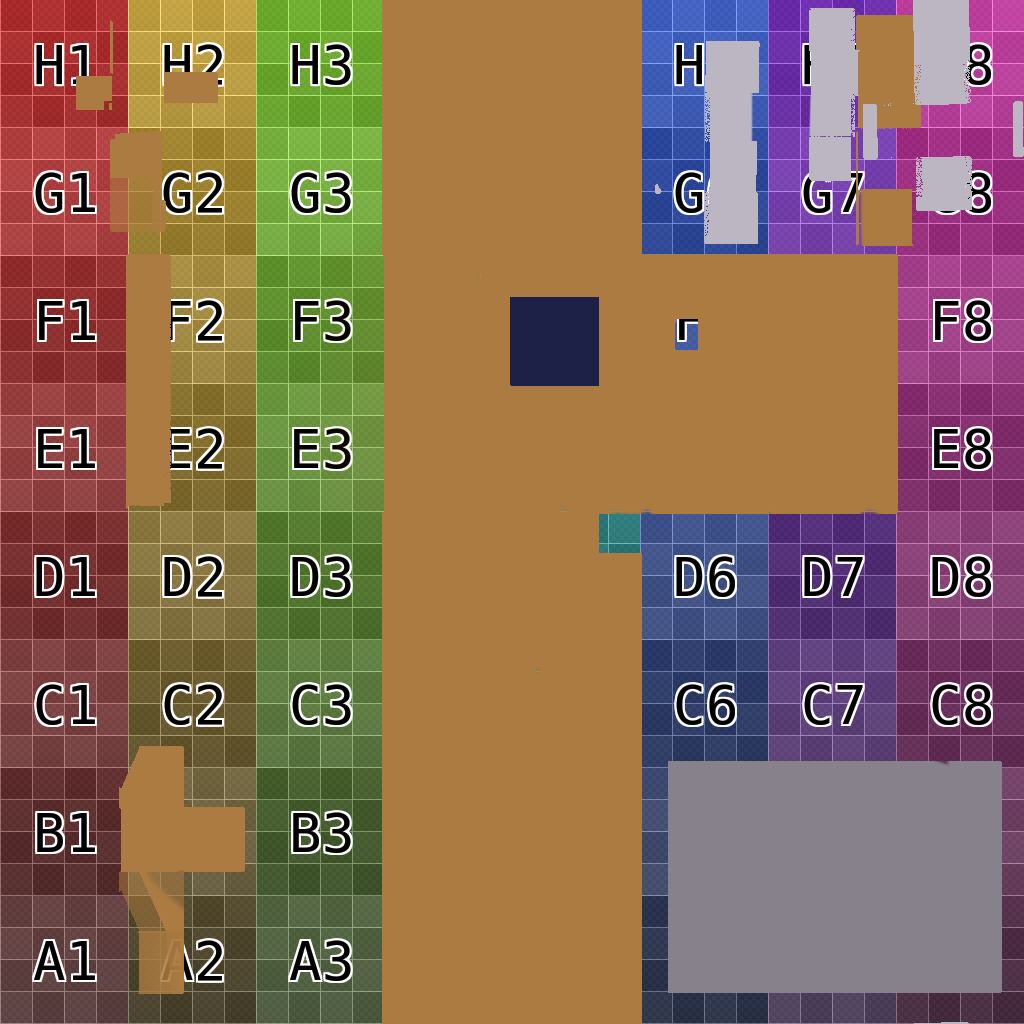 H1 H2 H3
G1 G2 G3 G7
F1 F2 F3 F8
E1 E2 E3 E8
D1 D2 D3 D6 D7 D8
C1 C2 C3 C6 C7 C8
B1 B3
A1 A2 A3